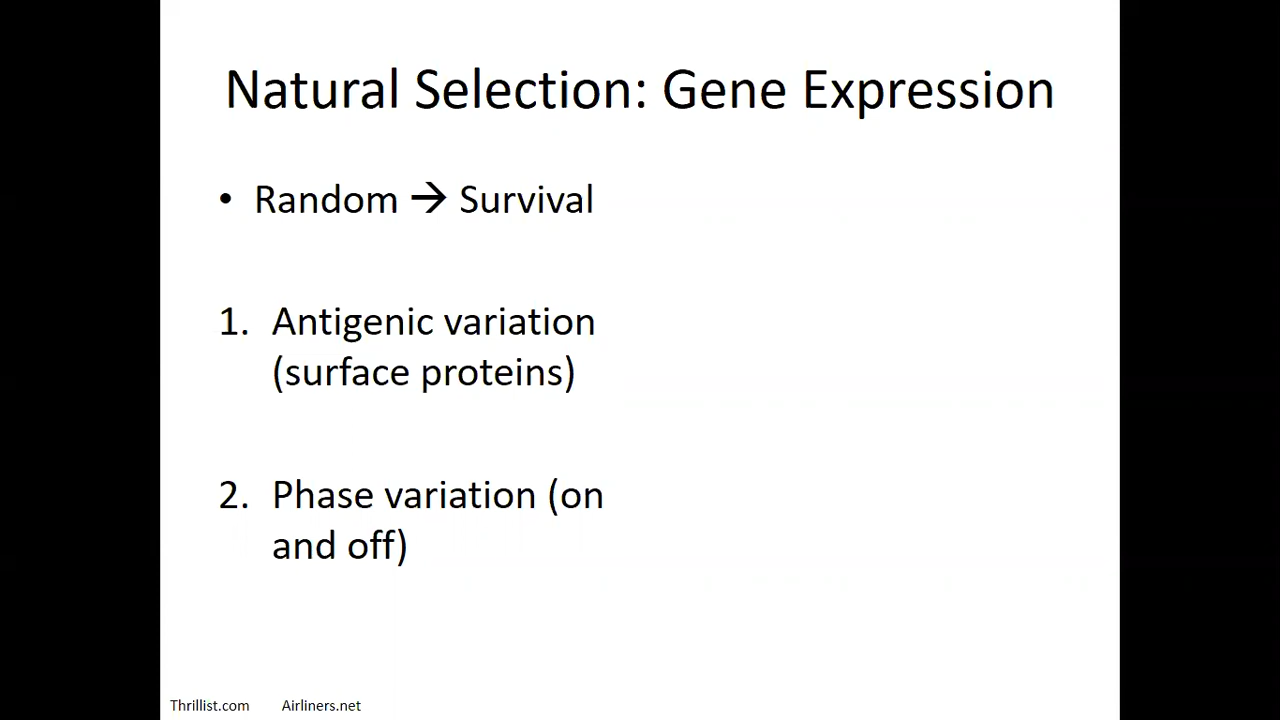 Natural Selection: Gene Expression
• Random → Survival
1. Antigenic variation
(surface proteins)
2. Phase variation (on
and off)
Thrillist.com Airliners.net